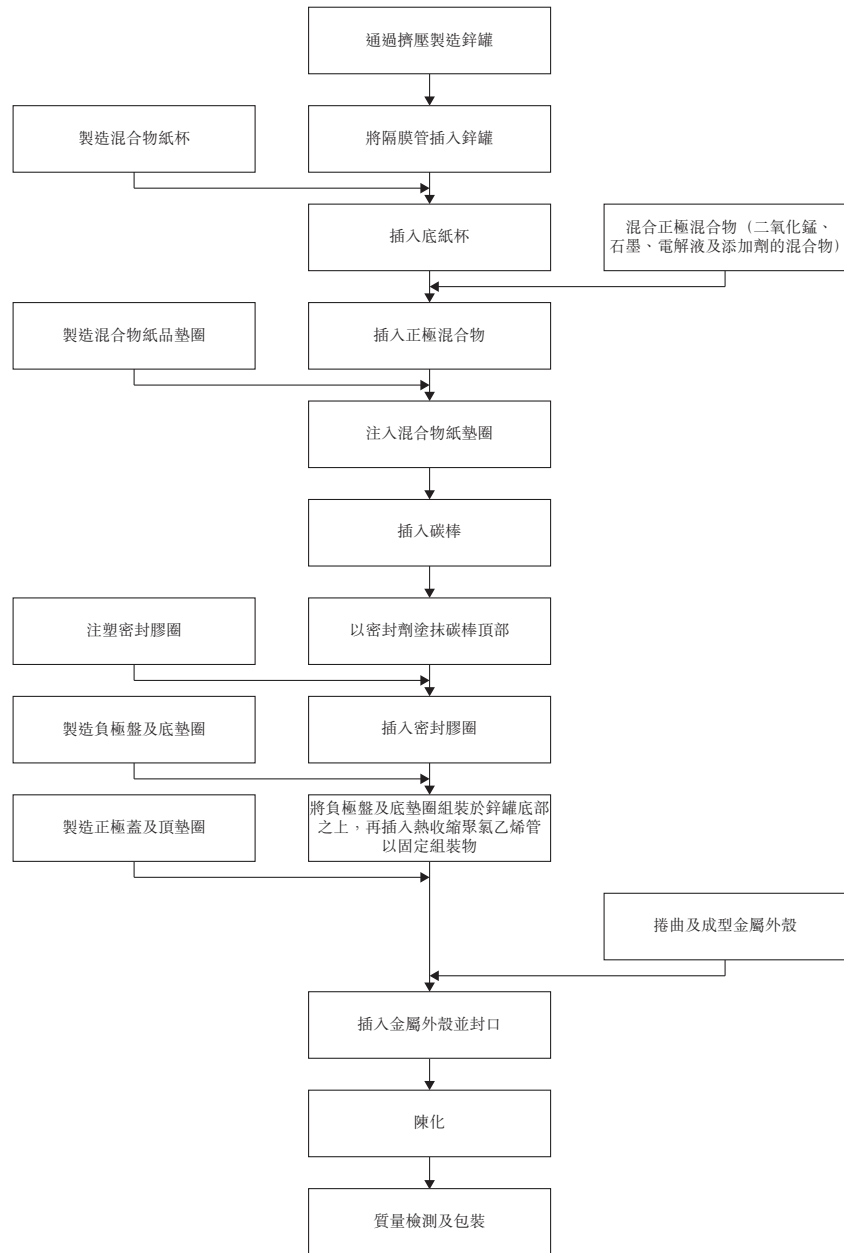 通過擠壓製造鋅罐
製造混合物紙杯
將隔膜管插入鋅罐
插入底紙杯
混合正極混合物（二氧化錳、
石墨、電解液及添加劑的混合物）
製造混合物紙品墊圈
插入正極混合物
注入混合物紙墊圈
插入碳棒
注塑密封膠圈
以密封劑塗抹碳棒頂部
製造負極盤及底墊圈
插入密封膠圈
製造正極蓋及頂墊圈
將負極盤及底墊圈組裝於鋅罐底部
之上，再插入熱收縮聚氯乙烯管
以固定組裝物
捲曲及成型金屬外殼
插入金屬外殼並封口
陳化
質量檢測及包裝